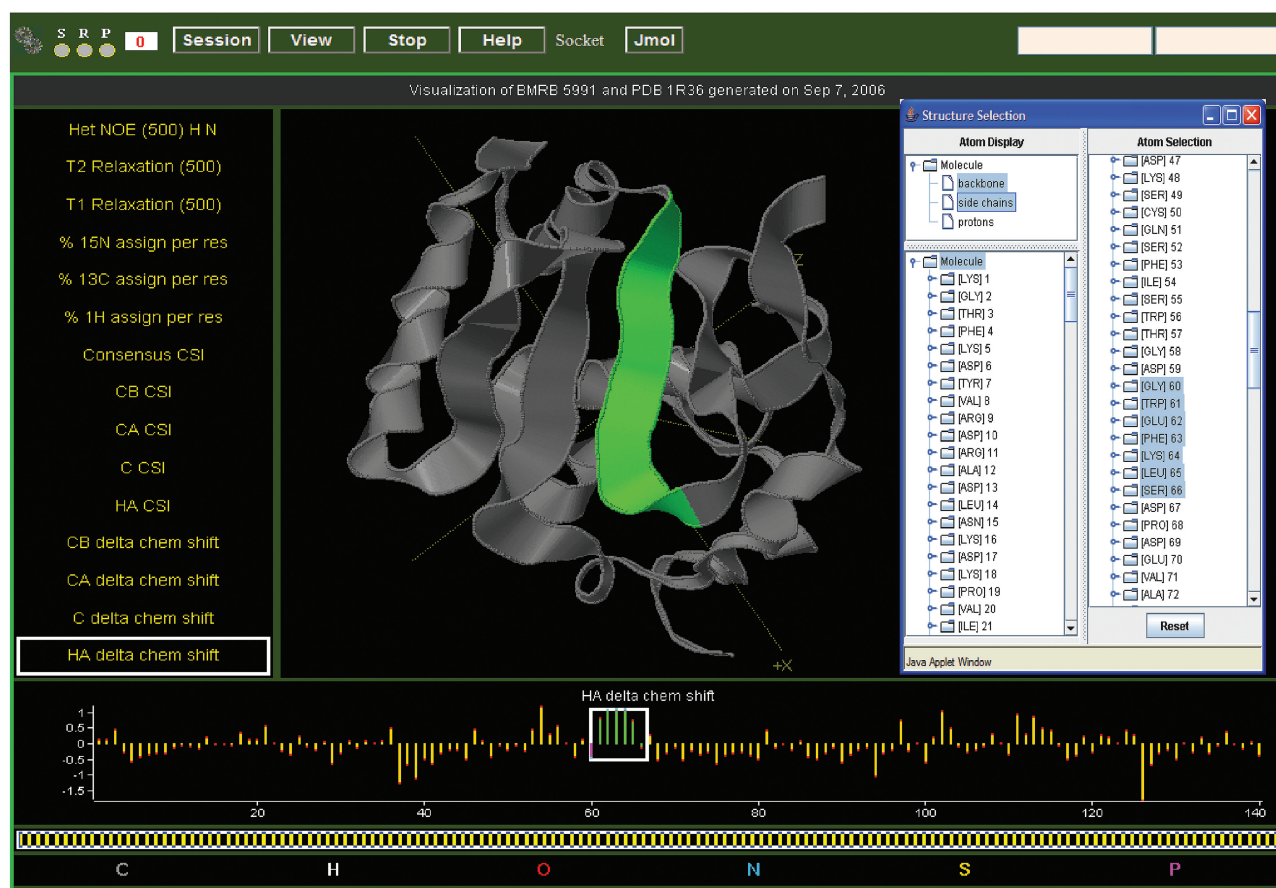 S R P
0
Session
View
Stop
Help
Socket
Jmol
Visualization of BMRB 5991 and PDB 1R36 generated on Sep 7, 2006
Het NOE (500) H N
T2 Relaxation (500)
T1 Relaxation (500)
% 15N assign per res
% 13C assign per res
% 1H assign per res
Consensus CSI
CB CSI
CA CSI
C CSI
HA CSI
CB delta chem shift
CA delta chem shift
C delta chem shift
HA delta chem shift
Z
+X
Structure Selection
Atom Display
Molecule
backbone
side chains
protons
Molecule
[LYS] 1
[GLY] 2
[THR] 3
[PHE] 4
[LYS] 5
[ASP] 6
[TYR] 7
[VAL] 8
[ARG] 9
[ASP] 10
[ARG] 11
[ALA] 12
[ASP] 13
[LEU] 14
[ASN] 15
[LYS] 16
[ASP] 17
[LYS] 18
[PRO] 19
[VAL] 20
[ILE] 21
Atom Selection
[ASP] 47
[LYS] 48
[SER] 49
[CYS] 50
[GLN] 51
[SER] 52
[PHE] 53
[ILE] 54
[SER] 55
[TRP] 56
[THR] 57
[GLY] 58
[ASP] 59
[GLY] 60
[TRP] 61
[GLU] 62
[PHE] 63
[LYS] 64
[LEU] 65
[SER] 66
[ASP] 67
[PRO] 68
[ASP] 69
[GLU] 70
[VAL] 71
[ALA] 72
Reset
Java Applet Window
HA delta chem shift
1
0.5
0
-0.5
-1
-1.5
20 40 60 80 100 120 140
C H O N S P